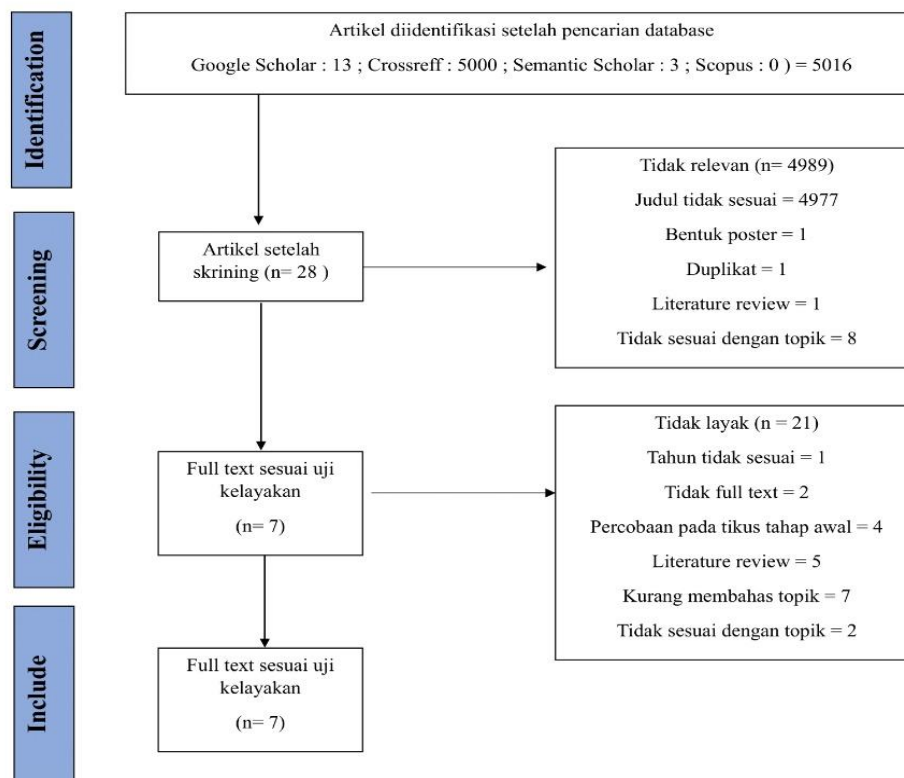 Identification
Artikel diidentifikasi setelah pencarian database
Google Scholar : 13 ; Crossreff : 5000 ; Semantic Scholar : 3 ; Scopus : 0 ) = 5016
Screening
Artikel setelah
skrining (n= 28 )
Tidak relevan (n= 4989)
Judul tidak sesuai = 4977
Bentuk poster = 1
Duplikat = 1
Literature review = 1
Tidak sesuai dengan topik = 8
Eligibility
Full text sesuai uji
kelayakan
(n= 7)
Tidak layak (n = 21)
Tahun tidak sesuai = 1
Tidak full text = 2
Percobaan pada tikus tahap awal = 4
Literature review = 5
Kurang membahas topik = 7
Tidak sesuai dengan topik = 2
Include
Full text sesuai uji
kelayakan
(n= 7)